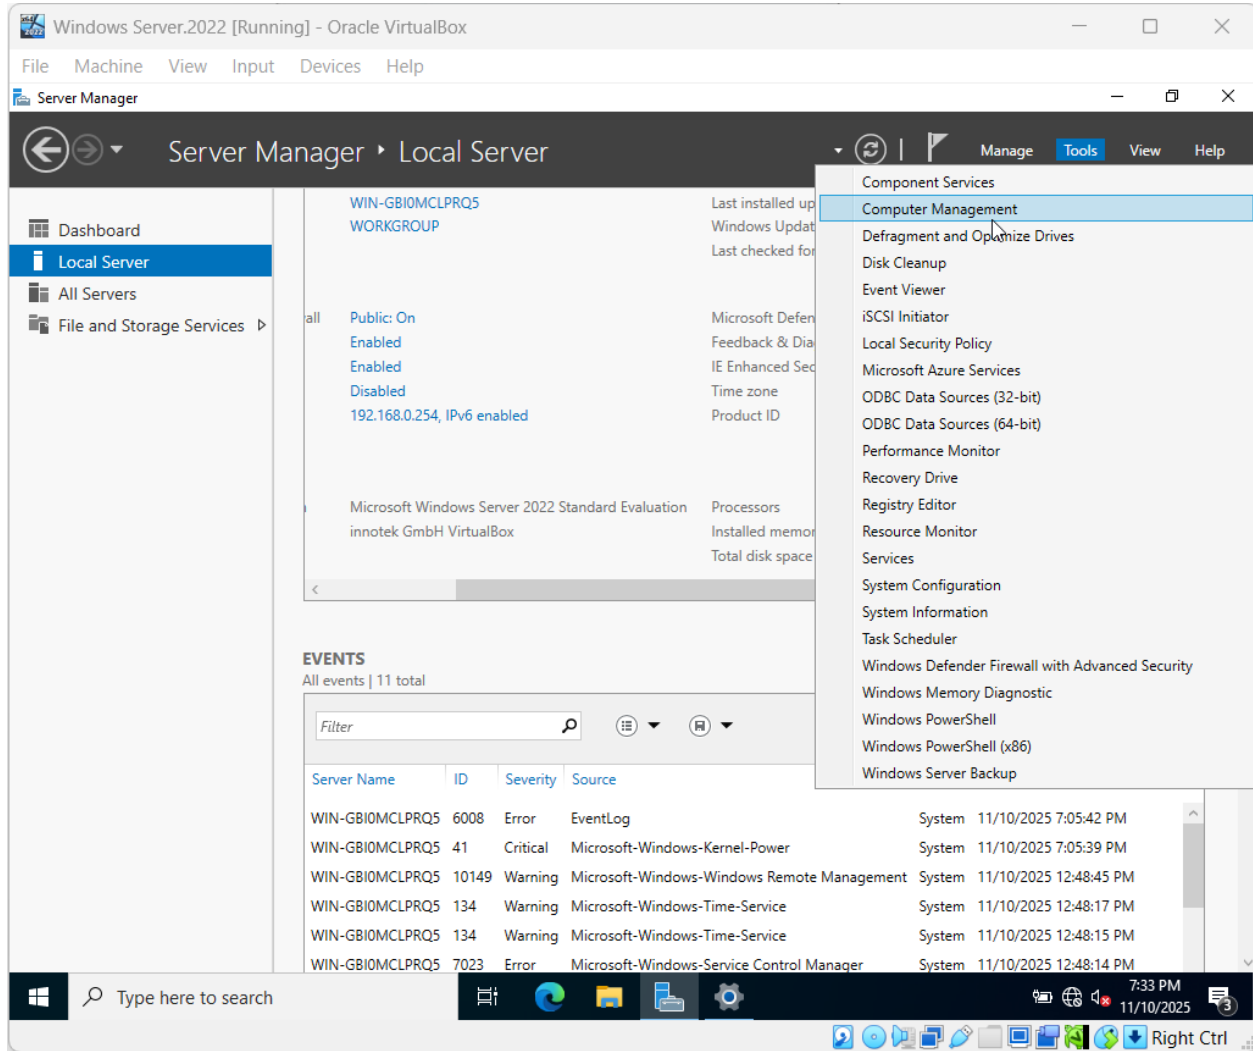 Windows Server.2022 [Running] - Oracle VirtualBox
File Machine View Input Devices Help
Server Manager
Server Manager ‣ Local Server
Manage Tools View Help
Dashboard
Local Server
All Servers
File and Storage Services
WIN-GBI0MCLPRQ5 Last installed up
WORKGROUP Windows Updat
Last checked for
all Public: On Microsoft Defen
Enabled Feedback & Dia
Enabled IE Enhanced Sec
Disabled Time zone
192.168.0.254, IPv6 enabled Product ID
Microsoft Windows Server 2022 Standard Evaluation Processors
innotek GmbH VirtualBox Installed memor
Total disk space
Component Services
Computer Management
Defragment and Optimize Drives
Disk Cleanup
Event Viewer
iSCSI Initiator
Local Security Policy
Microsoft Azure Services
ODBC Data Sources (32-bit)
ODBC Data Sources (64-bit)
Performance Monitor
Recovery Drive
Registry Editor
Resource Monitor
Services
System Configuration
System Information
Task Scheduler
Windows Defender Firewall with Advanced Security
Windows Memory Diagnostic
Windows PowerShell
Windows PowerShell (x86)
Windows Server Backup
EVENTS
All events | 11 total
Filter
Server Name ID Severity Source
WIN-GBI0MCLPRQ5 6008 Error EventLog System 11/10/2025 7:05:42 PM
WIN-GBI0MCLPRQ5 41 Critical Microsoft-Windows-Kernel-Power System 11/10/2025 7:05:39 PM
WIN-GBI0MCLPRQ5 10149 Warning Microsoft-Windows-Windows Remote Management System 11/10/2025 12:48:45 PM
WIN-GBI0MCLPRQ5 134 Warning Microsoft-Windows-Time-Service System 11/10/2025 12:48:17 PM
WIN-GBI0MCLPRQ5 134 Warning Microsoft-Windows-Time-Service System 11/10/2025 12:48:15 PM
WIN-GBI0MCLPRQ5 7023 Error Microsoft-Windows-Service Control Manager System 11/10/2025 12:48:14 PM
Type here to search
7:33 PM
11/10/2025
3
Right Ctrl